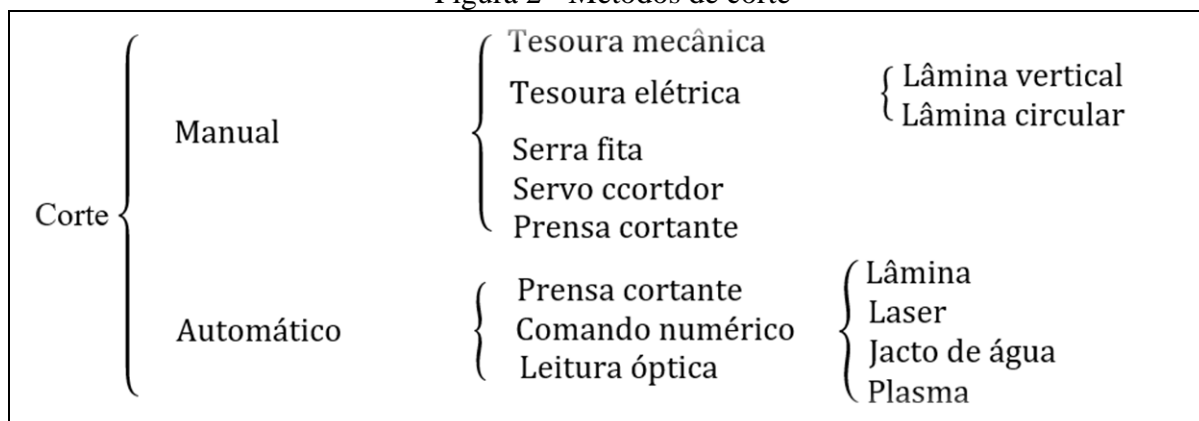 Figura 2 - Métodos de corte
Corte
Manual
Tesoura mecânica
Tesoura elétrica
Lâmina vertical
Lâmina circular
Serra fita
Servo ccortdor
Prensa cortante
Automático
Prensa cortante
Comando numérico
Leitura óptica
Lâmina
Laser
Jacto de água
Plasma